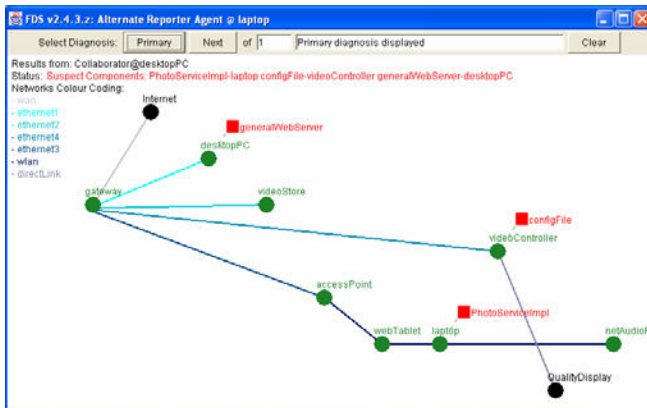 FDS v2.4.3.z: Alternate Reporter Agent @ laptop
Select Diagnosis: Primary Next of 1 Primary diagnosis displayed Clear
Results from: Collaborator@desktopPC
Status: Suspect Components: PhotoServiceImpl-laptop configFile-videoController generalWebServer-desktopPC
Networks Colour Coding:
- wan
Internet
- ethernet1
- ethernet2
generalWebServer
- ethernet4
desktopPC
- ethernet3
- wlan
- directLink
gateway
videoStore
configFile
videoController
accessPoint
PhotoServiceImpl
webTablet
laptop
QualityDisplay